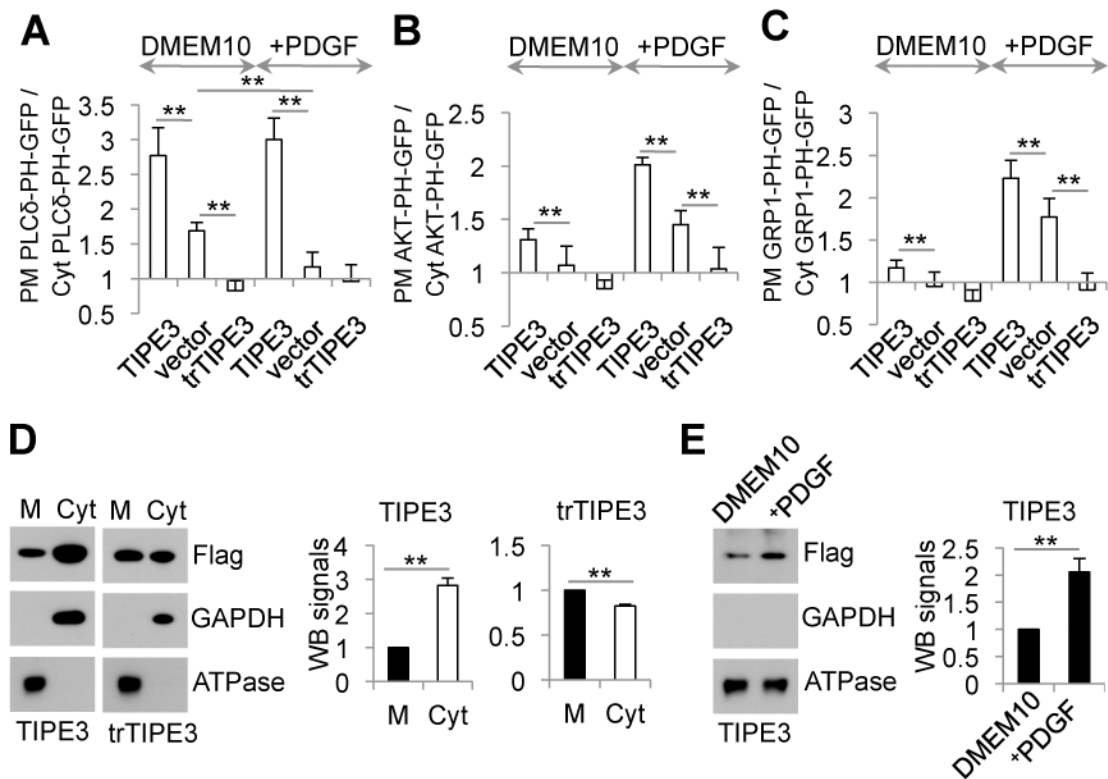 A
DMEM10 +PDGF
PM PLCδ-PH-GFP /
Cyt PLCδ-PH-GFP
3.5
3
2.5
2
1.5
1
0.5
**
**
**
**
TIPE3
vector
trTIPE3
TIPE3
vector
trTIPE3
B
DMEM10 +PDGF
PM AKT-PH-GFP /
Cyt AKT-PH-GFP
2.5
2
1.5
1
0.5
**
**
**
TIPE3
vector
trTIPE3
TIPE3
vector
trTIPE3
C
DMEM10 +PDGF
PM GRP1-PH-GFP /
Cyt GRP1-PH-GFP
3
2.5
2
1.5
1
0.5
**
**
**
TIPE3
vector
trTIPE3
TIPE3
vector
trTIPE3
D
M Cyt M Cyt
Flag
GAPDH
ATPase
TIPE3 trTIPE3
TIPE3
WB signals
4
3
2
1
0
**
M Cyt
trTIPE3
1.5
1
0.5
0
**
M Cyt
E
DMEM10
+PDGF
Flag
GAPDH
ATPase
TIPE3
TIPE3
WB signals
2.5
2
1.5
1
0.5
0
**
DMEM10
+PDGF